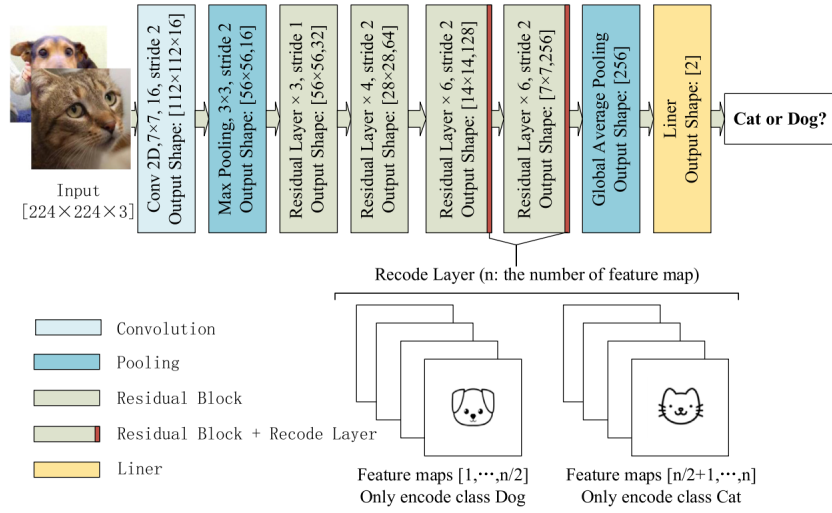 Input
[224×224×3]
Conv 2D,7×7, 16, stride 2
Output Shape: [112×112×16]
Max Pooling, 3×3, stride 2
Output Shape: [56×56,16]
Residual Layer × 3, stride 1
Output Shape: [56×56,32]
Residual Layer × 4, stride 2
Output Shape: [28×28,64]
Residual Layer × 6, stride 2
Output Shape: [14×14,128]
Residual Layer × 6, stride 2
Output Shape: [7×7,256]
Global Average Pooling
Output Shape: [256]
Liner
Output Shape: [2]
Cat or Dog?
Recode Layer (n: the number of feature map)
Convolution
Pooling
Residual Block
Residual Block + Recode Layer
Liner
Feature maps [1,⋯,n/2]
Only encode class Dog
Feature maps [n/2+1,⋯,n]
Only encode class Cat